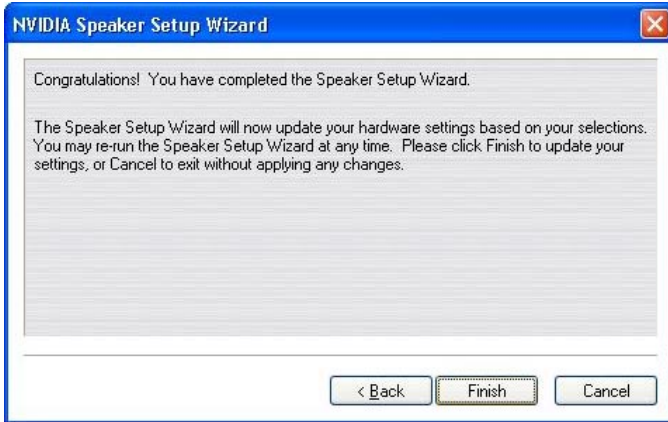 NVIDIA Speaker Setup Wizard
Congratulations! You have completed the Speaker Setup Wizard.
The Speaker Setup Wizard will now update your hardware settings based on your selections.
You may re-run the Speaker Setup Wizard at any time. Please click Finish to update your
settings, or Cancel to exit without applying any changes.
< Back
Finish
Cancel